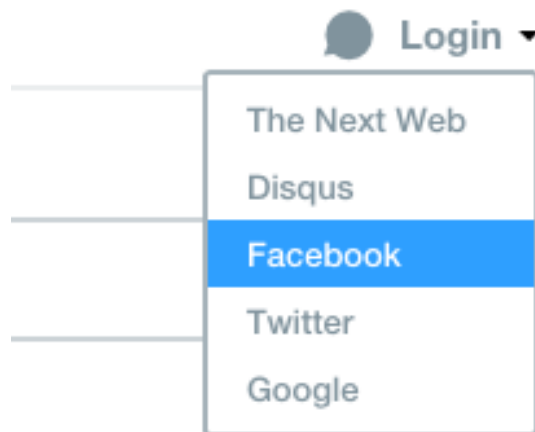 Login
The Next Web
Disqus
Facebook
Twitter
Google